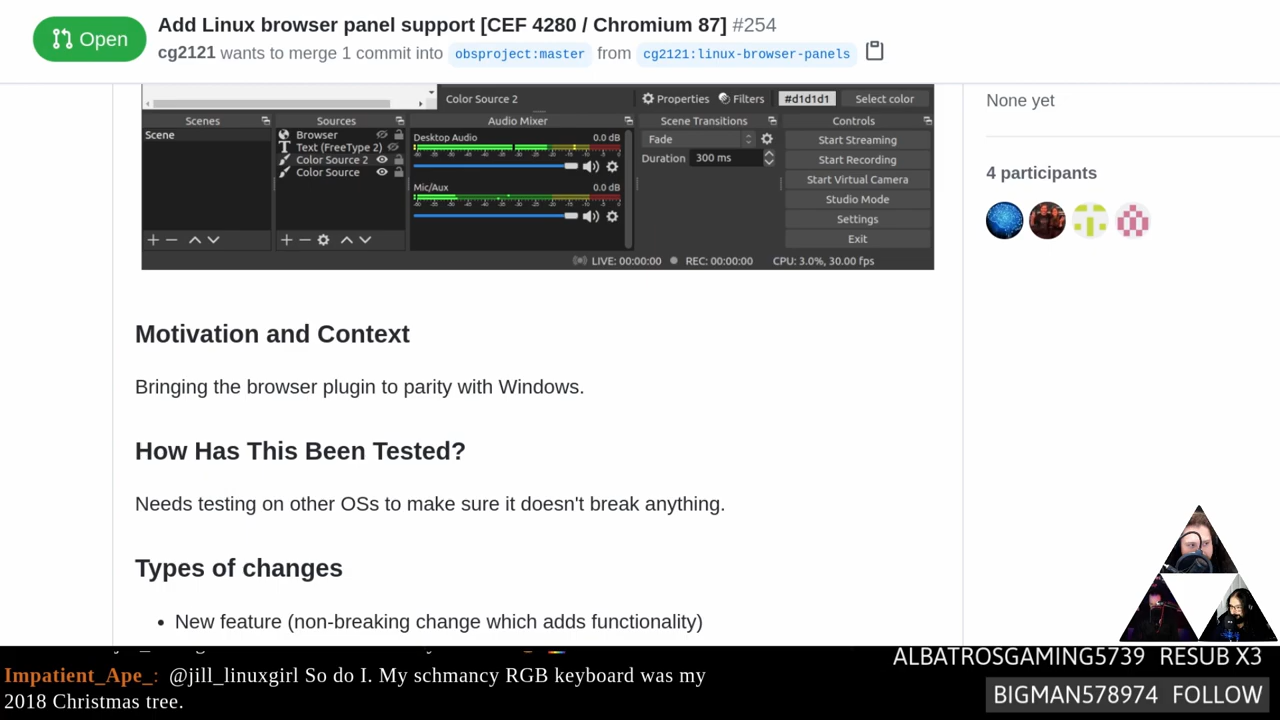 Open
Add Linux browser panel support [CEF 4280 / Chromium 87] #254
cg2121 wants to merge 1 commit into obsproject:master from cg2121:linux-browser-panels
Color Source 2
Properties
Filters
#d1d1d1
Select color
Scenes
Sources
Audio Mixer
Scene Transitions
Controls
Scene
Browser
Text (FreeType 2)
Color Source 2
Color Source
Desktop Audio 0.0 dB
Mic/Aux 0.0 dB
Fade
Duration 300 ms
Start Streaming
Start Recording
Start Virtual Camera
Studio Mode
Settings
Exit
LIVE: 00:00:00
REC: 00:00:00
CPU: 3.0%, 30.00 fps
None yet
4 participants
Motivation and Context
Bringing the browser plugin to parity with Windows.
How Has This Been Tested?
Needs testing on other OSs to make sure it doesn't break anything.
Types of changes
• New feature (non-breaking change which adds functionality)
Impatient_Ape_: @jill_linuxgirl So do I. My schmancy RGB keyboard was my
2018 Christmas tree.
ALBATROSGAMING5739 RESUB X3
BIGMAN578974 FOLLOW